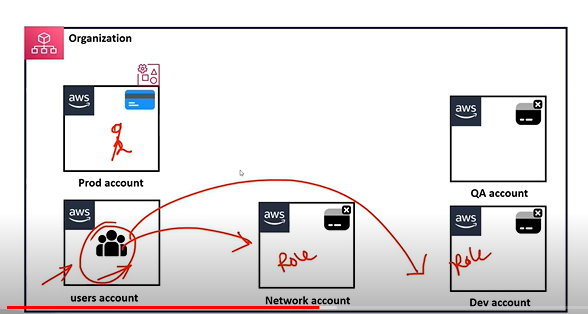 Organization
aws
Prod account
aws
QA account
aws
users account
aws
Role
Network account
aws
Role
Dev account